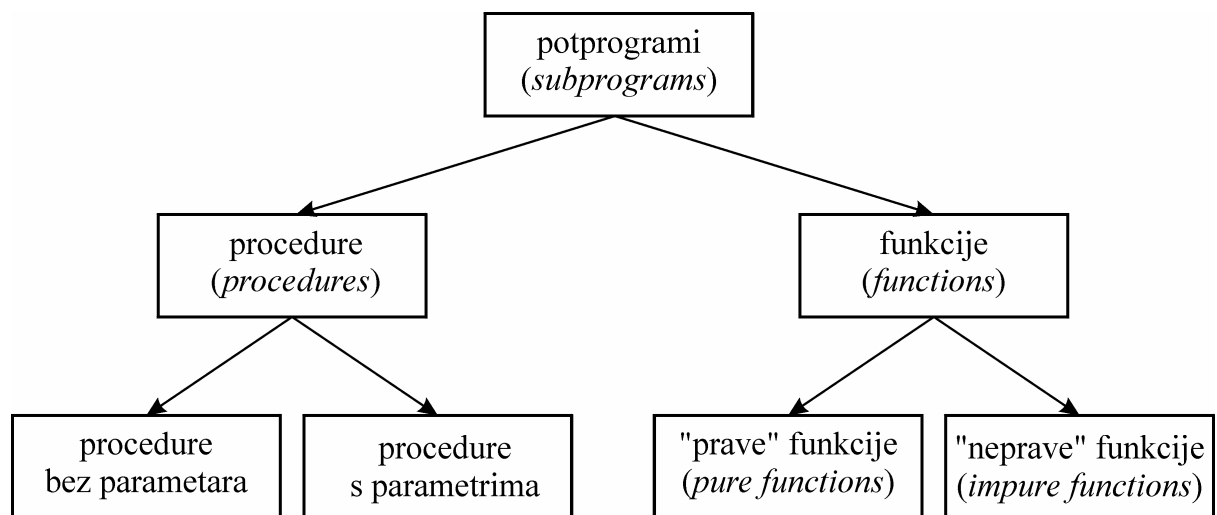 potprogrami
(subprograms)
procedure
(procedures)
funkcije
(functions)
procedure
bez parametara
procedure
s parametrima
"prave" funkcije
(pure functions)
"neprave" funkcije
(impure functions)